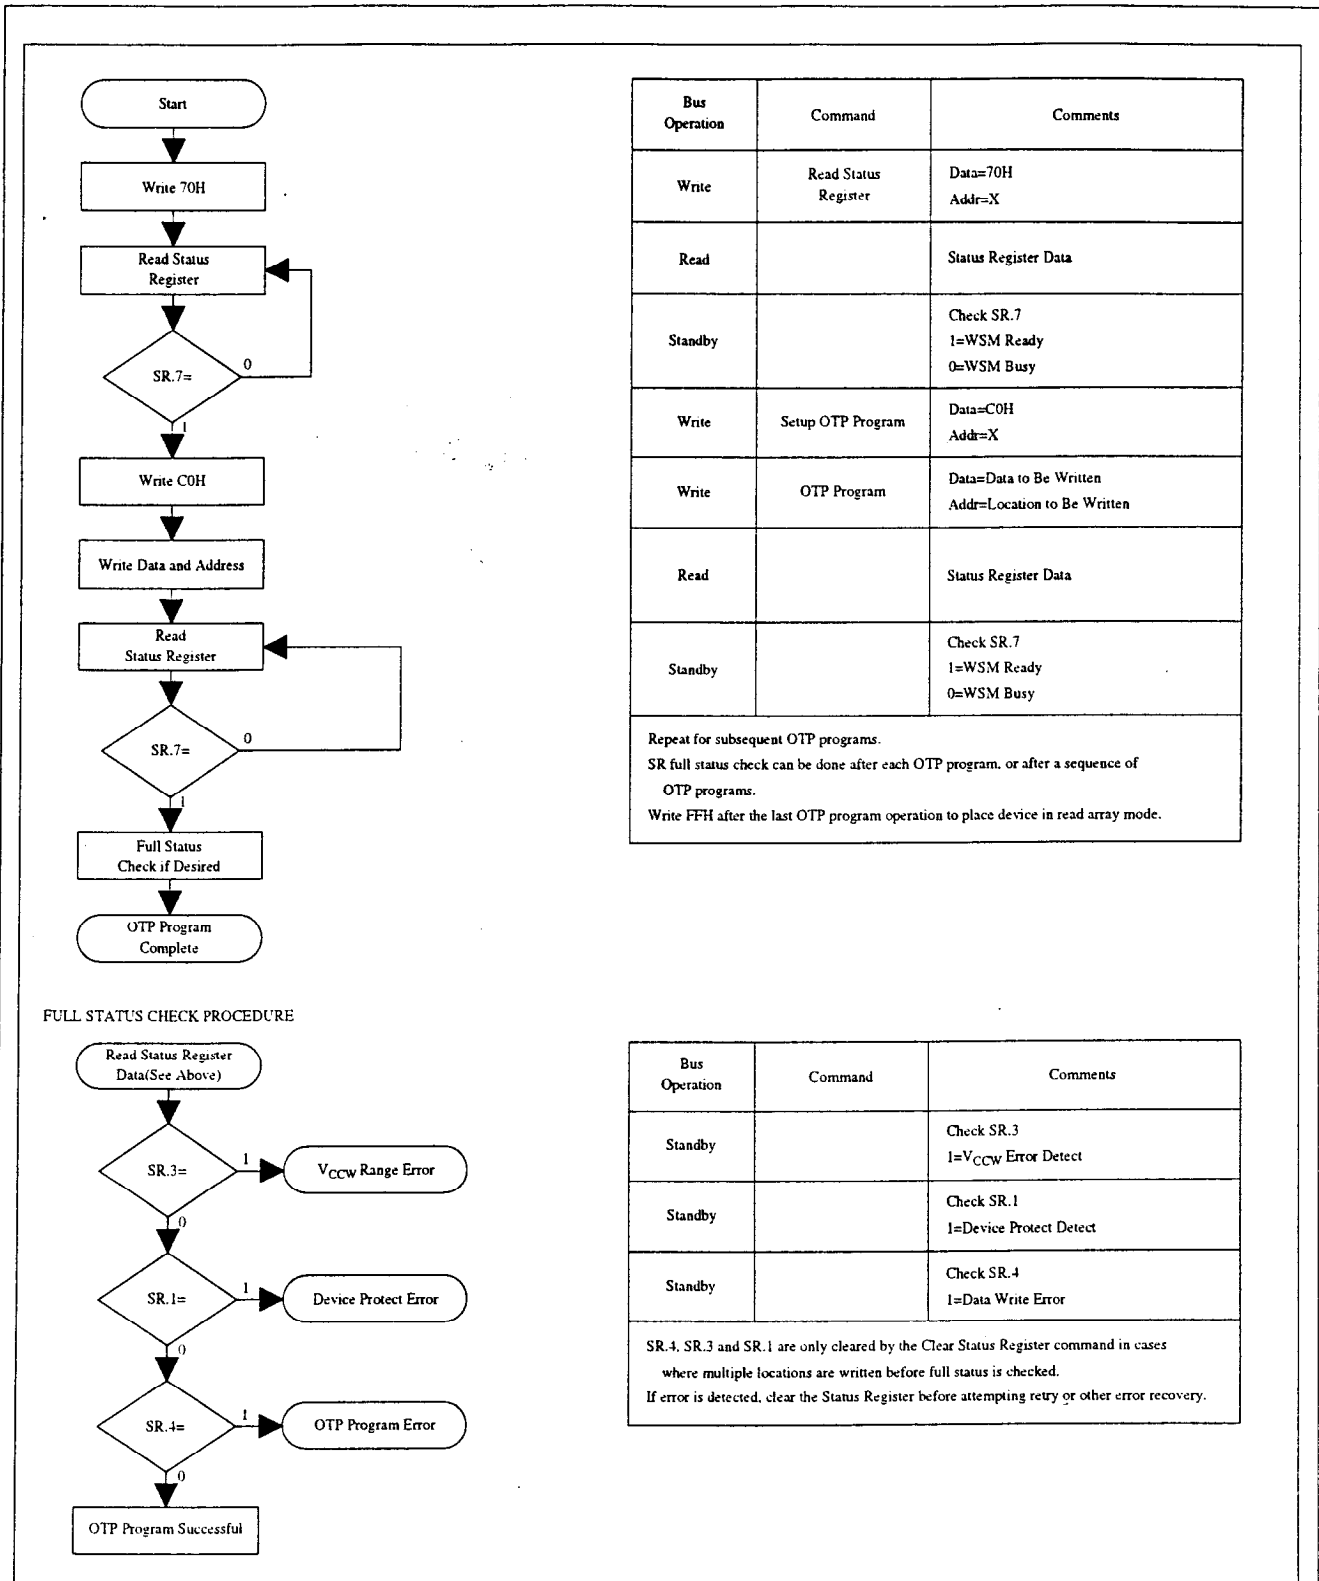 Start
Write 70H
Read Status
Register
SR.7=
0
1
Write C0H
Write Data and Address
Read
Status Register
SR.7=
0
1
Full Status
Check if Desired
OTP Program
Complete
Bus
Operation
Command
Comments
Write
Read Status
Register
Data=70H
Addr=X
Read
Status Register Data
Standby
Check SR.7
1=WSM Ready
0=WSM Busy
Write
Setup OTP Program
Data=C0H
Addr=X
Write
OTP Program
Data=Data to Be Written
Addr=Location to Be Written
Read
Status Register Data
Standby
Check SR.7
1=WSM Ready
0=WSM Busy
Repeat for subsequent OTP programs.
SR full status check can be done after each OTP program, or after a sequence of
OTP programs.
Write FFH after the last OTP program operation to place device in read array mode.
FULL STATUS CHECK PROCEDURE
Read Status Register
Data(See Above)
SR.3=
1
VCCW Range Error
0
SR.1=
1
Device Protect Error
0
SR.4=
1
OTP Program Error
0
OTP Program Successful
Bus
Operation
Command
Comments
Standby
Check SR.3
1=VCCW Error Detect
Standby
Check SR.1
1=Device Protect Detect
Standby
Check SR.4
1=Data Write Error
SR.4, SR.3 and SR.1 are only cleared by the Clear Status Register command in cases
where multiple locations are written before full status is checked.
If error is detected, clear the Status Register before attempting retry or other error recovery.